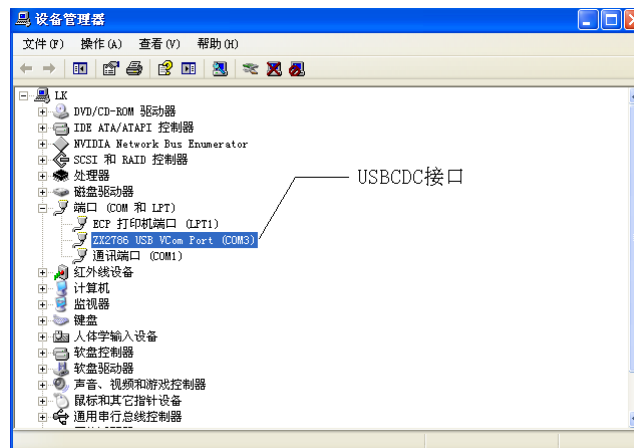 设备管理器
文件(F) 操作(A) 查看(V) 帮助(H)
LK
DVD/CD-ROM 驱动器
IDE ATA/ATAPI 控制器
NVIDIA Network Bus Enumerator
SCSI 和 RAID 控制器
处理器
磁盘驱动器
USBCDC接口
端口 (COM 和 LPT)
ECP 打印机端口 (LPT1)
ZX2786 USB VCom Port (COM3)
通讯端口 (COM1)
红外线设备
计算机
监视器
键盘
人体学输入设备
软盘控制器
软盘驱动器
声音、视频和游戏控制器
鼠标和其它指针设备
通用串行总线控制器